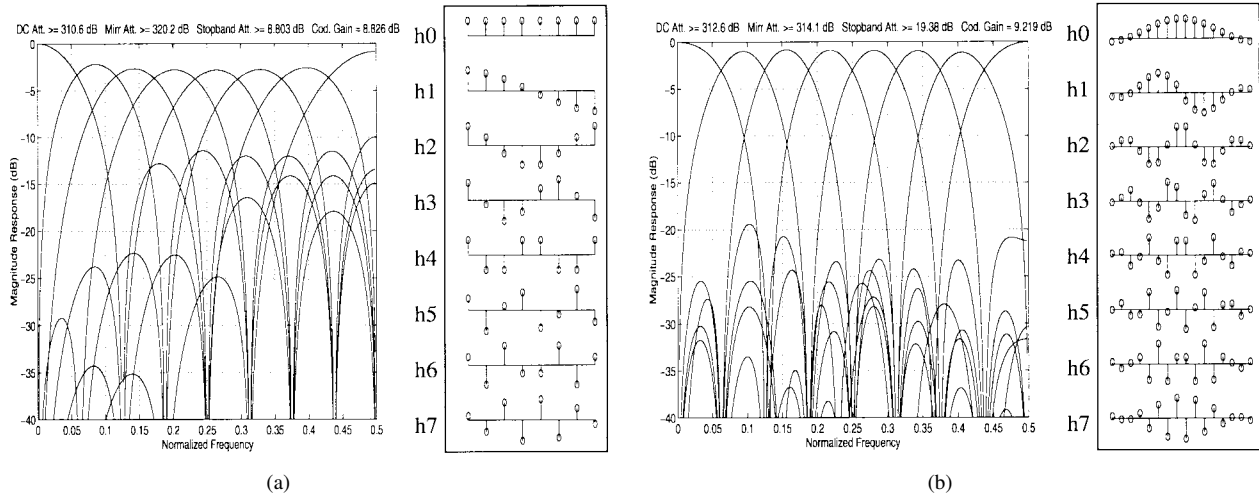 DC Att. >= 310.6 dB Mirr Att. >= 320.2 dB Stopband Att. >= 8.803 dB Cod. Gain = 8.826 dB
0
-5
-10
-15
-20
-25
-30
-35
-40
Magnitude Response (dB)
0 0.05 0.1 0.15 0.2 0.25 0.3 0.35 0.4 0.45 0.5
Normalized Frequency
h0
h1
h2
h3
h4
h5
h6
h7
(a)
DC Att. >= 312.6 dB Mirr Att. >= 314.1 dB Stopband Att. >= 19.38 dB Cod. Gain = 9.219 dB
0
-5
-10
-15
-20
-25
-30
-35
-40
Magnitude Response (dB)
0 0.05 0.1 0.15 0.2 0.25 0.3 0.35 0.4 0.45 0.5
Normalized Frequency
h0
h1
h2
h3
h4
h5
h6
h7
(b)